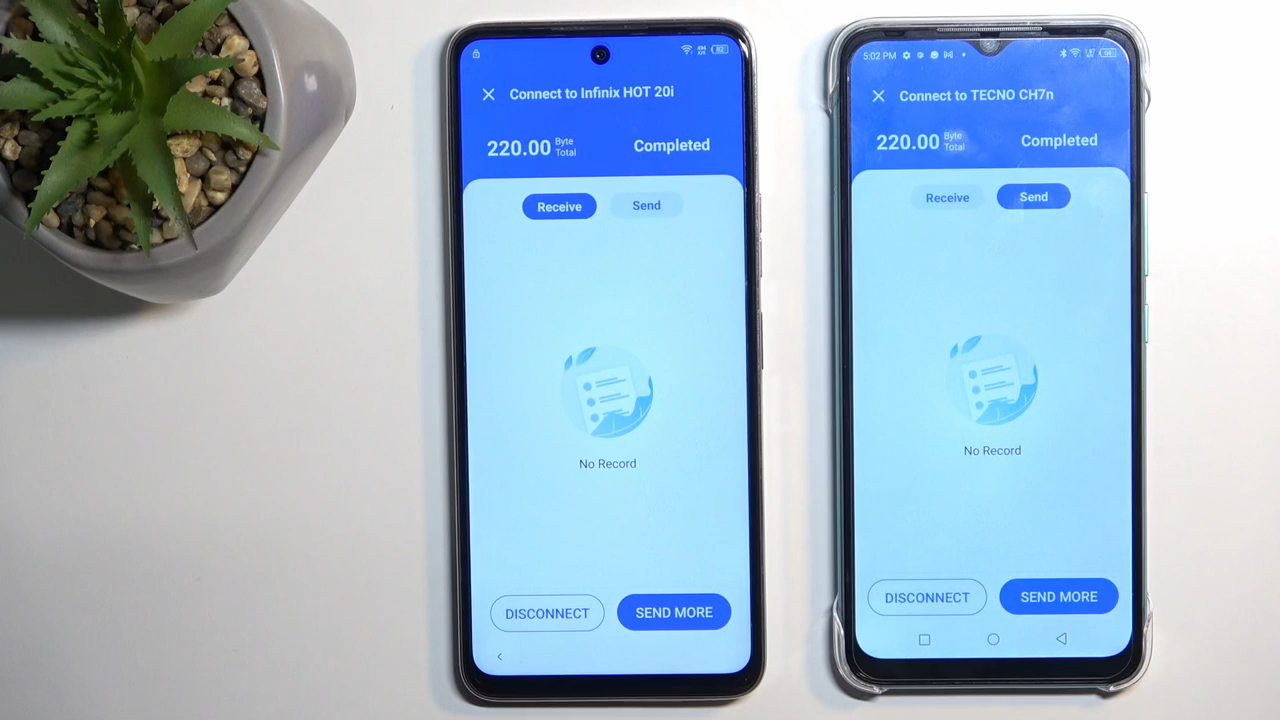 Connect to Infinix HOT 20i
220.00 Byte Total Completed
Receive Send
No Record
DISCONNECT SEND MORE
5:02 PM
Connect to TECNO CH7n
220.00 Byte Total Completed
Receive Send
No Record
DISCONNECT SEND MORE